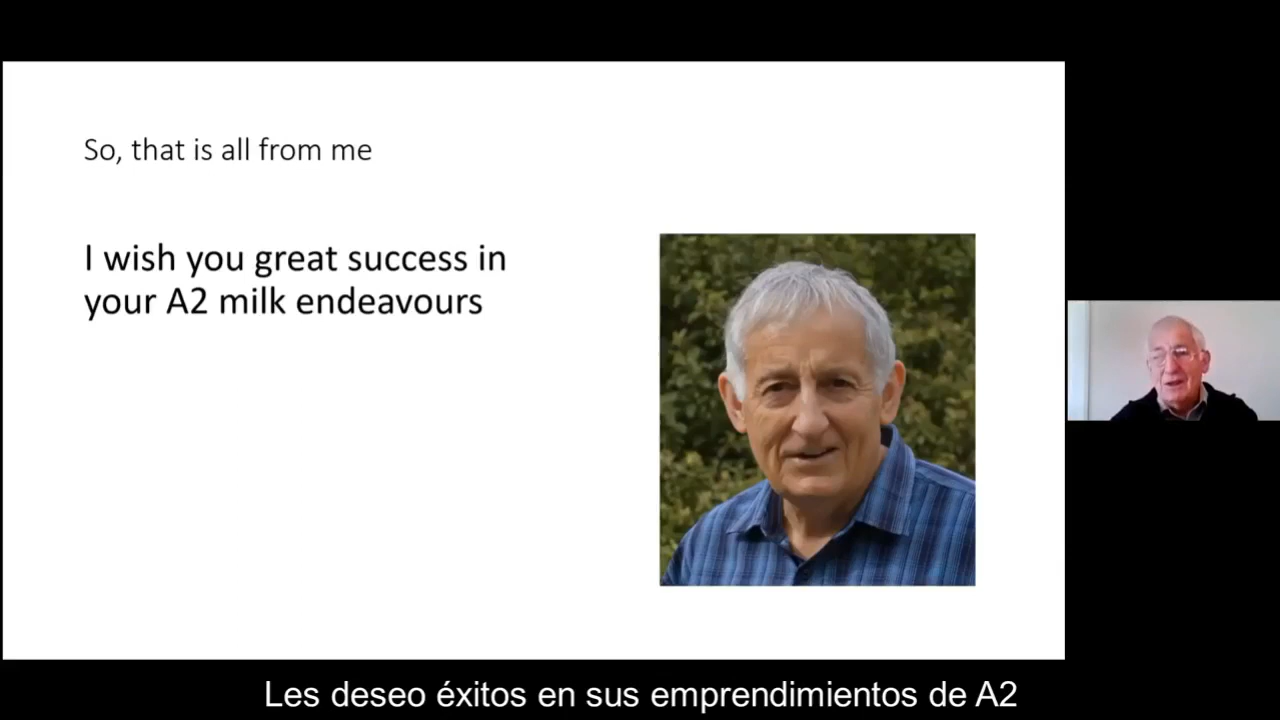 So, that is all from me
I wish you great success in
your A2 milk endeavours
Les deseo éxitos en sus emprendimientos de A2